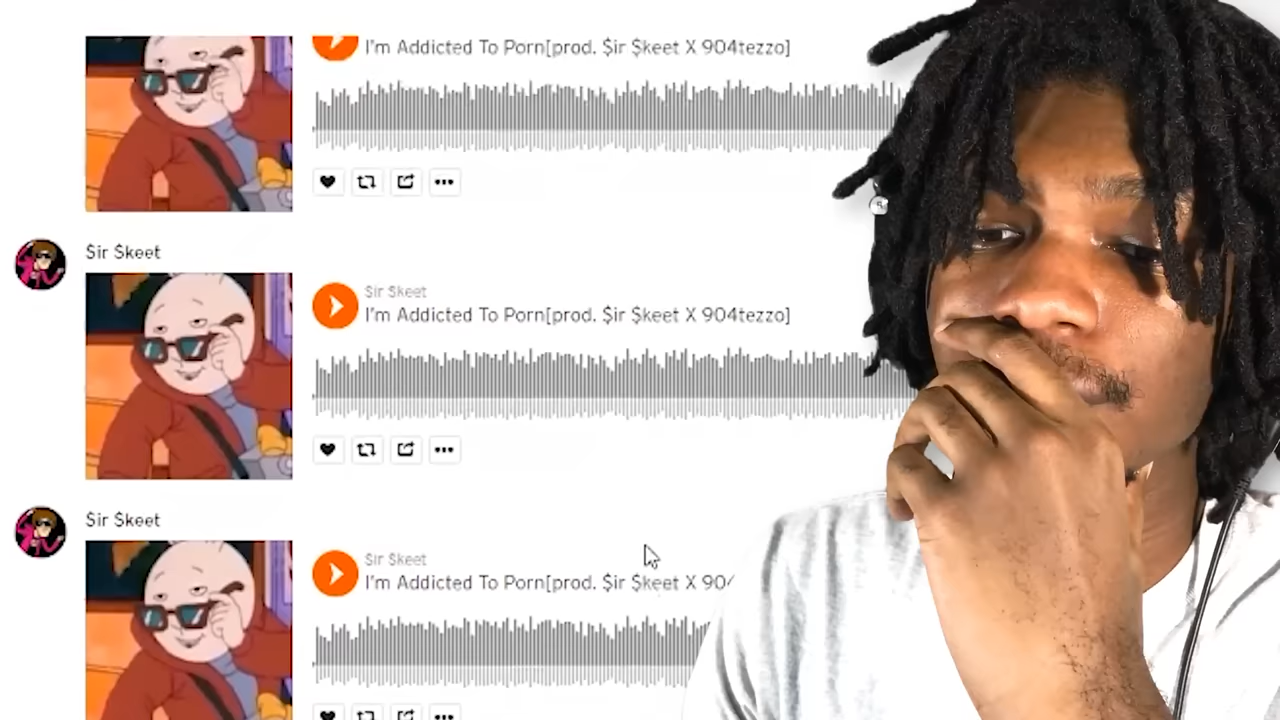 I'm Addicted To Porn[prod. $ir $keet X 904tezzo]
$ir $keet
$ir $keet
I'm Addicted To Porn[prod. $ir $keet X 904tezzo]
$ir $keet
$ir $keet
I'm Addicted To Porn[prod. $ir $keet X 90